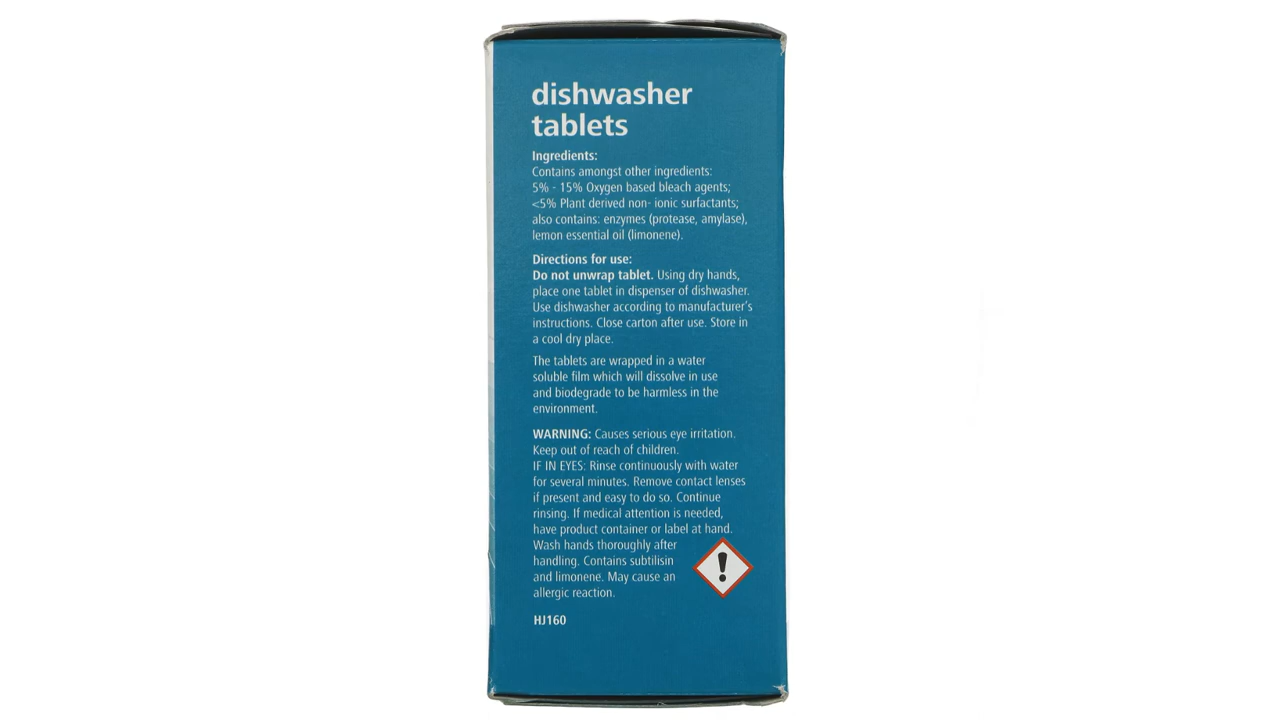 dishwasher
tablets
Ingredients:
Contains amongst other ingredients:
5% - 15% Oxygen based bleach agents;
<5% Plant derived non- ionic surfactants;
also contains: enzymes (protease, amylase),
lemon essential oil (limonene).
Directions for use:
Do not unwrap tablet. Using dry hands,
place one tablet in dispenser of dishwasher.
Use dishwasher according to manufacturer's
instructions. Close carton after use. Store in
a cool dry place.
The tablets are wrapped in a water
soluble film which will dissolve in use
and biodegrade to be harmless in the
environment.
WARNING: Causes serious eye irritation.
Keep out of reach of children.
IF IN EYES: Rinse continuously with water
for several minutes. Remove contact lenses
if present and easy to do so. Continue
rinsing. If medical attention is needed,
have product container or label at hand.
Wash hands thoroughly after
handling. Contains subtilisin
and limonene. May cause an
allergic reaction.
HJ160